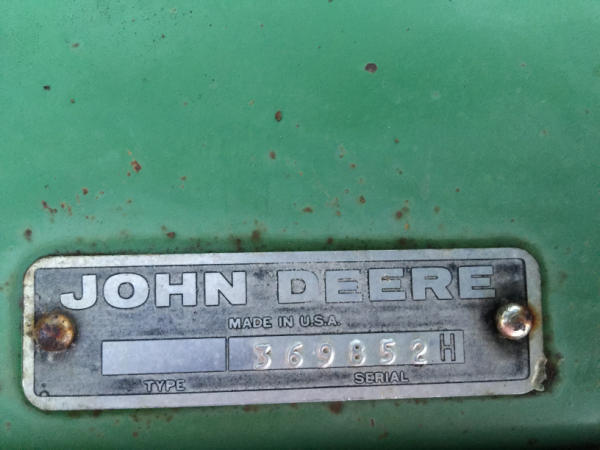 JOHN DEERE
MADE IN U.S.A.
369852H
TYPE SERIAL